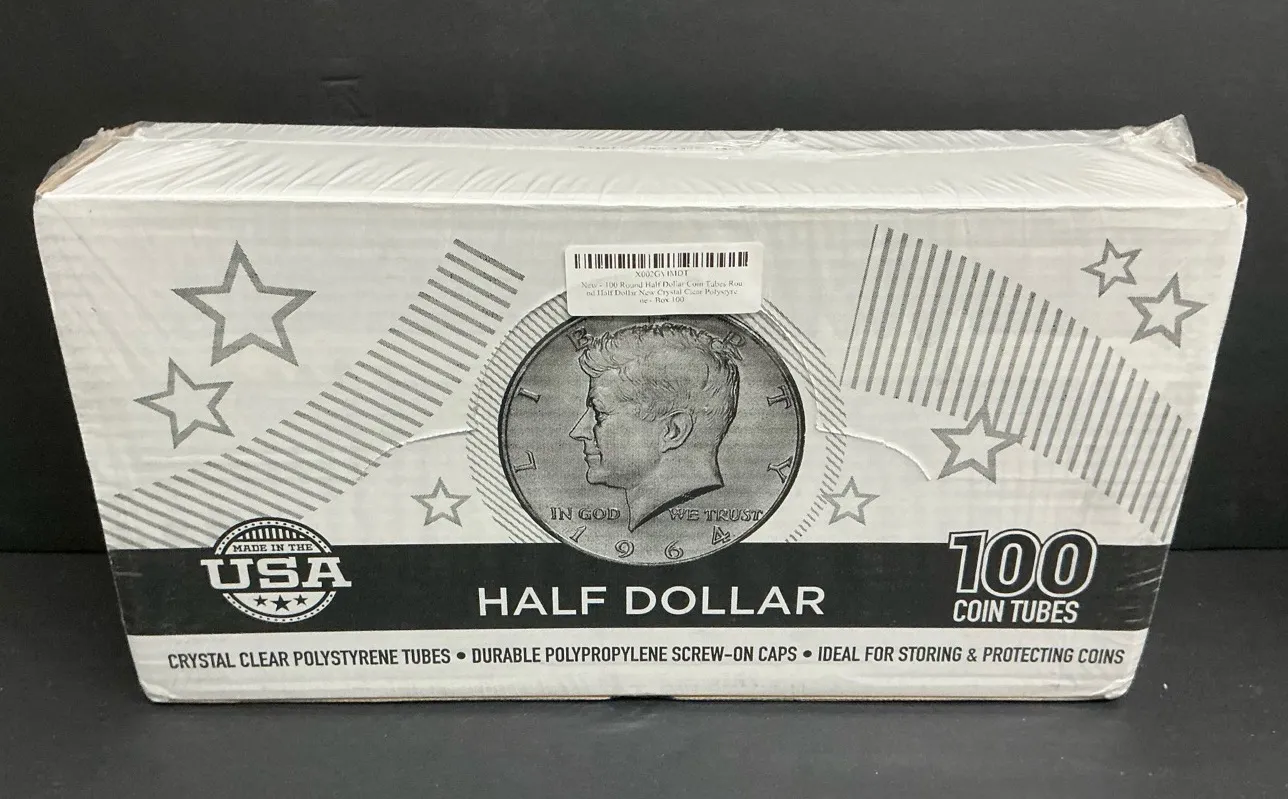 X002GVIMOT
New - 100 Round Half Dollar Coin Tubes Rou
nd Half Dollar New Crystal Clear Polystyre
ne - Box 100
LIBERTY
IN GOD WE TRUST
1964
MADE IN THE
USA
HALF DOLLAR
100
COIN TUBES
CRYSTAL CLEAR POLYSTYRENE TUBES • DURABLE POLYPROPYLENE SCREW-ON CAPS • IDEAL FOR STORING & PROTECTING COINS